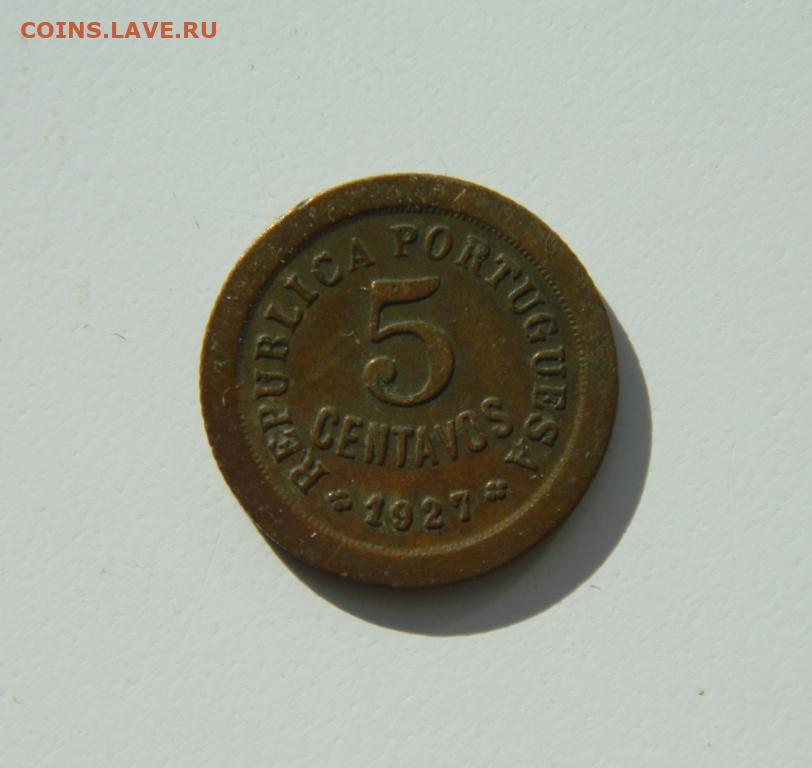 COINS.LAVE.RU
REPUBLICA PORTUGUESA
5
CENTAVOS
1927